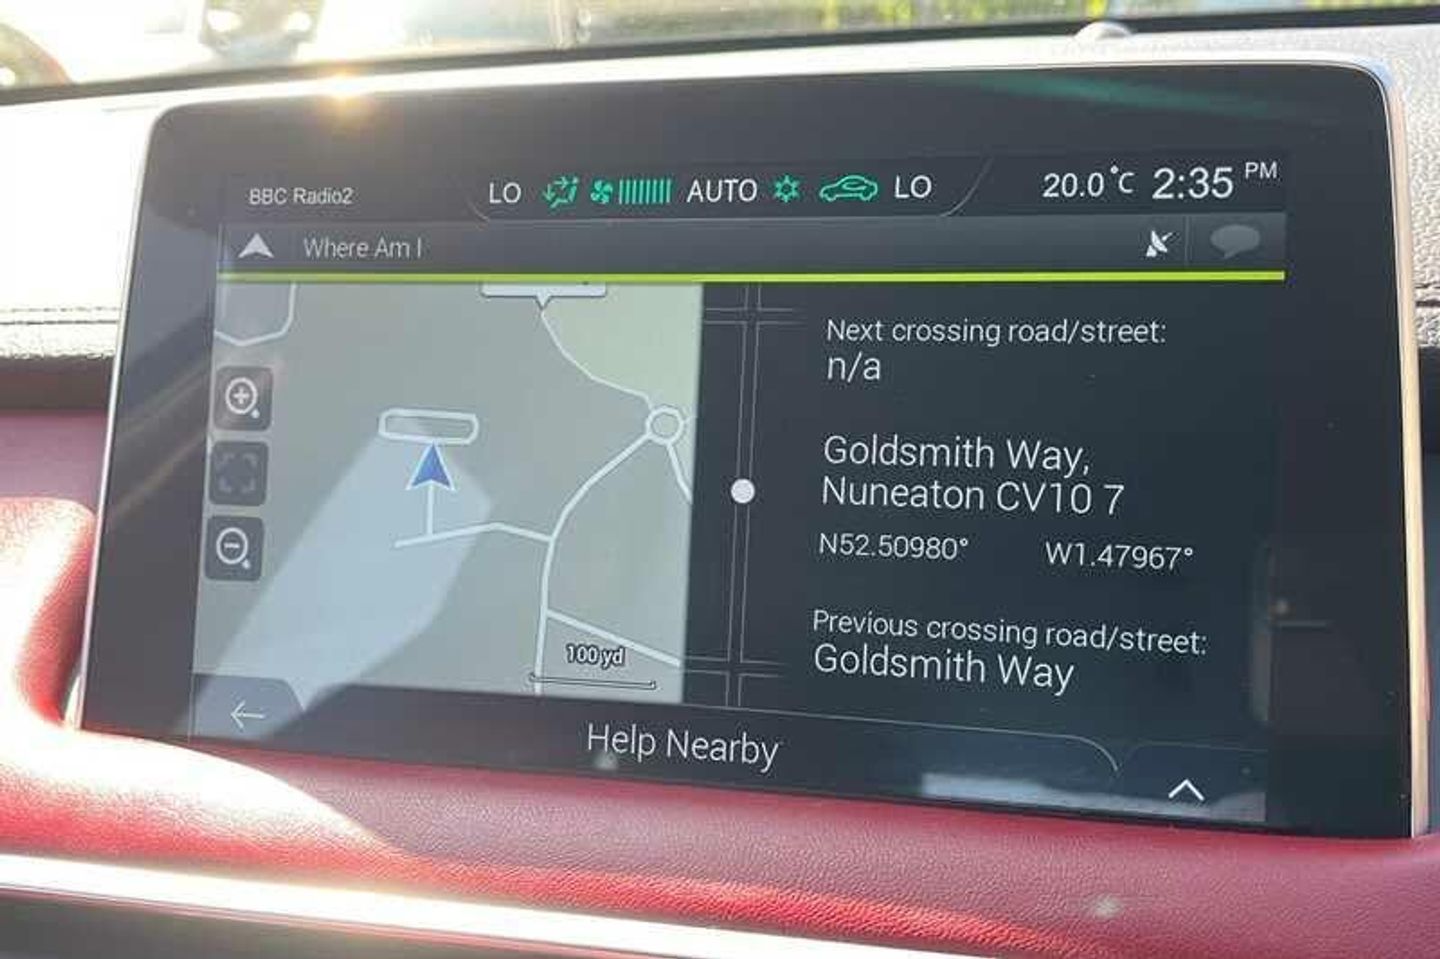 BBC Radio2
LO AUTO LO
20.0°C 2:35 PM
Where Am I
Next crossing road/street:
n/a
Goldsmith Way,
Nuneaton CV10 7
N52.50980° W1.47967°
Previous crossing road/street:
Goldsmith Way
100 yd
Help Nearby